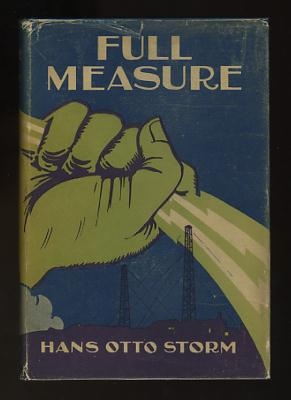 FULL
MEASURE
HANS OTTO STORM